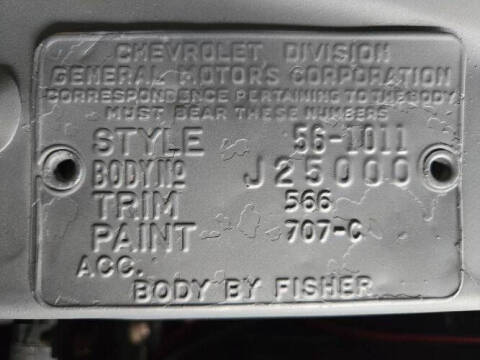 CHEVROLET DIVISION
GENERAL MOTORS CORPORATION
CORRESPONDENCE PERTAINING TO THE BODY
MUST BEAR THESE NUMBERS
STYLE 56-1011
BODY NO J25000
TRIM 566
PAINT 707-C
ACC.
BODY BY FISHER